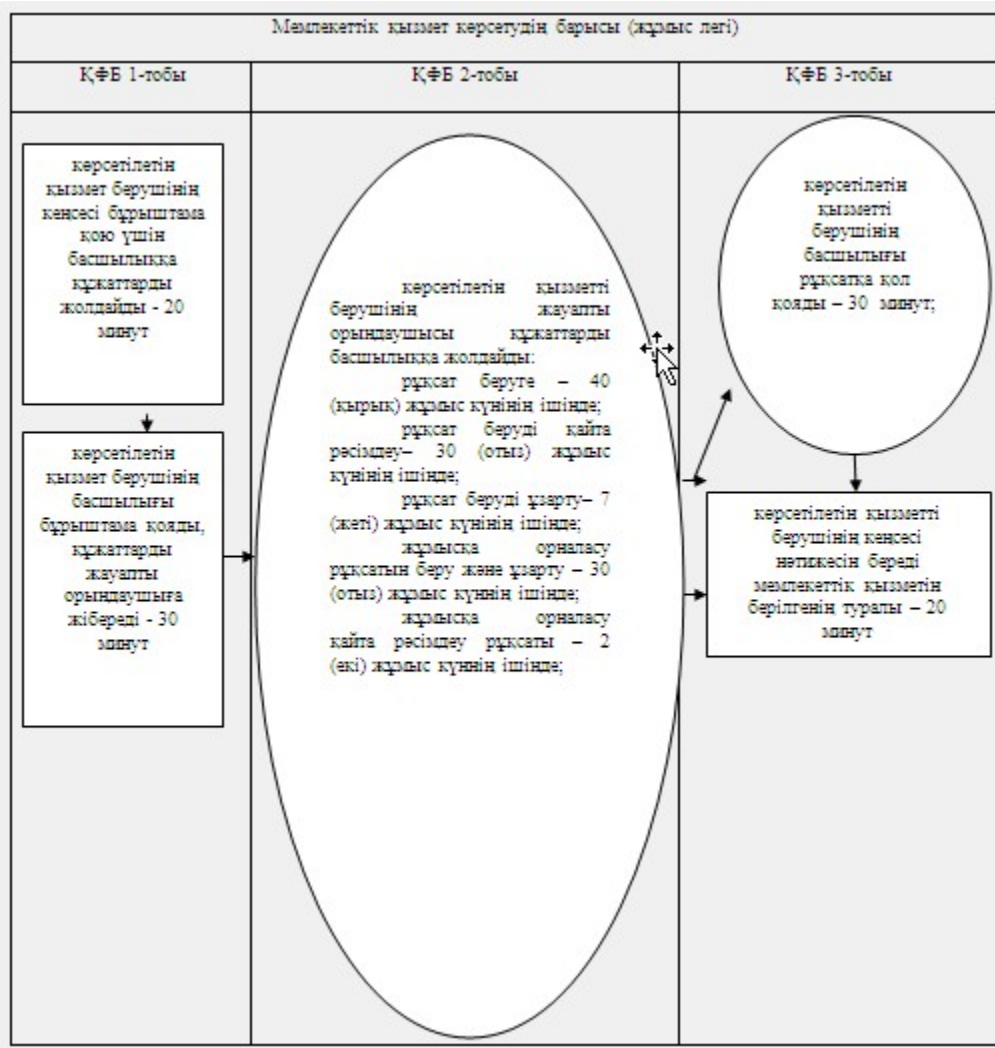 Мемлекеттік қызмет көрсетудің барысы (жұмыс легі)
ҚФБ 1-тобы
ҚФБ 2-тобы
ҚФБ 3-тобы
көрсетілетін
қызмет берушінің
кеңсесі бұрыштама
қою үшін
басшылыққа
құжаттарды
жолдайды - 20
минут
көрсетілетін
қызмет берушінің
басшылығы
бұрыштама қояды,
құжаттарды
жауапты
орындаушыға
жібереді - 30
минут
көрсетілетін қызметті
берушінің жауапты
орындаушысы құжаттарды
басшылыққа жолдайды:
рұқсат беруге – 40
(қырық) жұмыс күнінің ішінде;
рұқсат беруді қайта
рәсімдеу– 30 (отыз) жұмыс
күнінің ішінде;
рұқсат беруді ұзарту– 7
(жеті) жұмыс күнінің ішінде;
жұмысқа орналасу
рұқсатын беру және ұзарту – 30
(отыз) жұмыс күннің ішінде;
жұмысқа орналасу
қайта рәсімдеу рұқсаты – 2
(екі) жұмыс күннің ішінде;
көрсетілетін
қызметті
берушінің
басшылығы
рұқсатқа қол
қояды – 30 минут;
көрсетілетін қызметті
берушінің кеңсесі
нәтижесін береді
мемлекеттік қызметін
берілгенің туралы – 20
минут